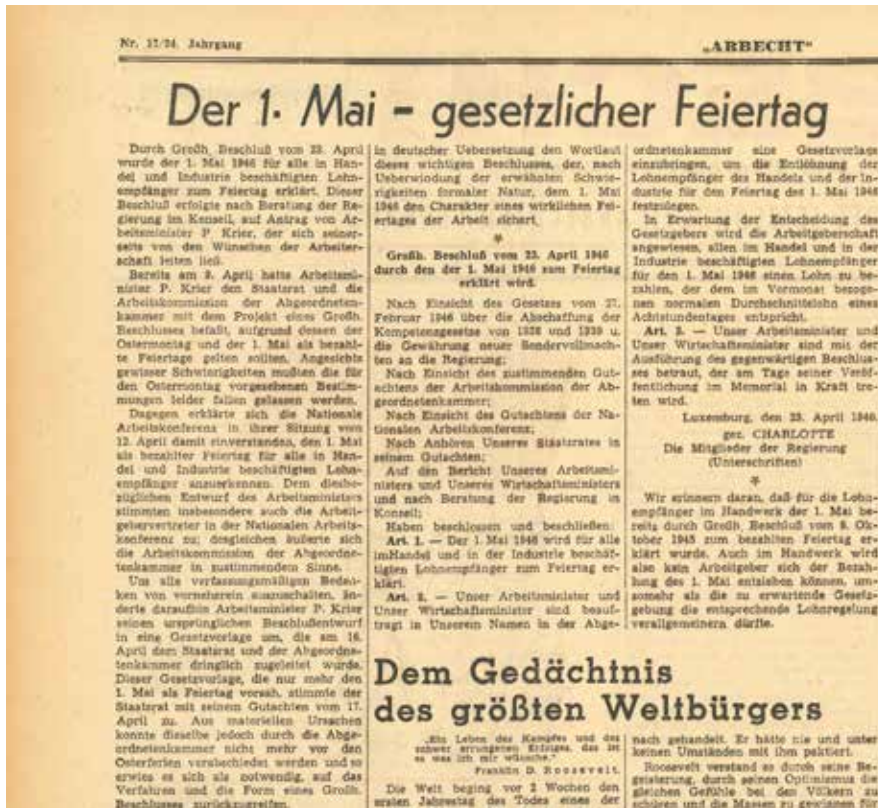 Nr. 17/24. Jahrgang
„ARBECHT"
Der 1. Mai – gesetzlicher Feiertag
Durch Großh. Beschluß vom 23. April
wurde der 1. Mai 1946 für alle in Han-
del und Industrie beschäftigten Lohn-
empfänger zum Feiertag erklärt. Dieser
Beschluß erfolgte nach Beratung der Re-
gierung im Konseil, auf Antrag von Ar-
beitsminister P. Krier, der sich seiner-
seits von den Wünschen der Arbeiter-
schaft leiten ließ.
Bereits am 9. April hatte Arbeitsmi-
nister P. Krier den Staatsrat und die
Arbeitskommission der Abgeordneten-
kammer mit dem Projekt eines Großh.
Beschlusses befaßt, aufgrund dessen der
Ostermontag und der 1. Mai als bezahl-
te Feiertage gelten sollten. Angesichts
gewisser Schwierigkeiten mußten die für
den Ostermontag vorgesehenen Bestim-
mungen leider fallen gelassen werden.
Dagegen erklärte sich die Nationale
Arbeitskonferenz in ihrer Sitzung vom
12. April damit einverstanden, den 1. Mai
als bezahlter Feiertag für alle in Han-
del und Industrie beschäftigten Lohn-
empfänger anzuerkennen. Dem diesbe-
züglichen Entwurf des Arbeitsministers
stimmten insbesondere auch die Arbeit-
gebervertreter in der Nationalen Arbeits-
konferenz zu; desgleichen äußerte sich
die Arbeitskommission der Abgeordne-
tenkammer in zustimmendem Sinne.
Um alle verfassungsmäßigen Beden-
ken von vorneherein auszuschalten, än-
derte daraufhin Arbeitsminister P. Krier
seinen ursprünglichen Beschlußentwurf
in eine Gesetzvorlage um, die am 16.
April dem Staatsrat und der Abgeordne-
tenkammer dringlich zugeleitet wurde.
Dieser Gesetzvorlage, die nur mehr den
1. Mai als Feiertag vorsah, stimmte der
Staatsrat mit seinem Gutachten vom 17.
April zu. Aus materiellen Ursachen
konnte dieselbe jedoch durch die Abge-
ordnetenkammer nicht mehr vor den
Osterferien verabschiedet werden und so
erwies es sich als notwendig, auf das
Verfahren und die Form eines Großh.
Beschlusses zurückzugreifen.
in deutscher Uebersetzung den Wortlaut
dieses wichtigen Beschlusses, der, nach
Ueberwindung der erwähnten Schwie-
rigkeiten formaler Natur, dem 1. Mai
1946 den Charakter eines wirklichen Fei-
ertages der Arbeit sichert.
*
Großh. Beschluß vom 23. April 1946
durch den der 1. Mai 1946 zum Feiertag
erklärt wird.
Nach Einsicht des Gesetzes vom 27.
Februar 1946 über die Abschaffung der
Kompetenzgesetze von 1938 und 1939 u.
die Gewährung neuer Sondervollmach-
ten an die Regierung;
Nach Einsicht des zustimmenden Gut-
achtens der Arbeitskommission der Ab-
geordnetenkammer;
Nach Einsicht des Gutachtens der Na-
tionalen Arbeitskonferenz;
Nach Anhören Unseres Staatsrates in
seinem Gutachten;
Auf den Bericht Unseres Arbeitsmi-
nisters und Unseres Wirtschaftsministers
und nach Beratung der Regierung im
Konseil;
Haben beschlossen und beschließen:
Art. 1. — Der 1. Mai 1946 wird für alle
imHandel und in der Industrie beschäf-
tigten Lohnempfänger zum Feiertag er-
klärt.
Art. 2. — Unser Arbeitsminister und
Unser Wirtschaftsminister sind beauf-
tragt in Unserem Namen in der Abge-
ordnetenkammer eine Gesetzvorlage
einzubringen, um die Entlöhnung der
Lohnempfänger des Handels und der In-
dustrie für den Feiertag des 1. Mai 1946
festzulegen.
In Erwartung der Entscheidung des
Gesetzgebers wird die Arbeitgeberschaft
angewiesen, allen im Handel und in der
Industrie beschäftigten Lohnempfänger
für den 1. Mai 1946 einen Lohn zu be-
zahlen, der dem im Vormonat bezoge-
nen normalen Durchschnittslohn eines
Achtstundentages entspricht.
Art. 3. — Unser Arbeitsminister und
Unser Wirtschaftsminister sind mit der
Ausführung des gegenwärtigen Beschlus-
ses betraut, der am Tage seiner Veröf-
fentlichung im Memorial in Kraft tre-
ten wird.
Luxemburg, den 23. April 1946.
gez. CHARLOTTE
Die Mitglieder der Regierung
(Unterschriften)
*
Wir erinnern daran, daß für die Lohn-
empfänger im Handwerk der 1. Mai be-
reits durch Großh. Beschluß vom 8. Ok-
tober 1945 zum bezahlten Feiertag er-
klärt wurde. Auch im Handwerk wird
also kein Arbeitgeber sich der Bezah-
lung des 1. Mai entziehen können, um-
somehr als die zu erwartende Gesetz-
gebung die entsprechende Lohnregelung
verallgemeinern dürfte.
Dem Gedächtnis
des größten Weltbürgers
„Ein Leben des Kampfes und des
schwer errungenen Erfolges, das ist
es was ich mir wünsche."
Franklin D. Roosevelt.
Die Welt beging vor 2 Wochen den
ersten Jahrestag des Todes eines der
nach gehandelt. Er hätte nie und unter
keinen Umständen mit ihm paktiert.
Roosevelt verstand es durch seine Be-
geisterung, durch seinen Optimismus die
gleichen Gefühle bei den Völkern zu
schüren und die Massen zu gewinnen für